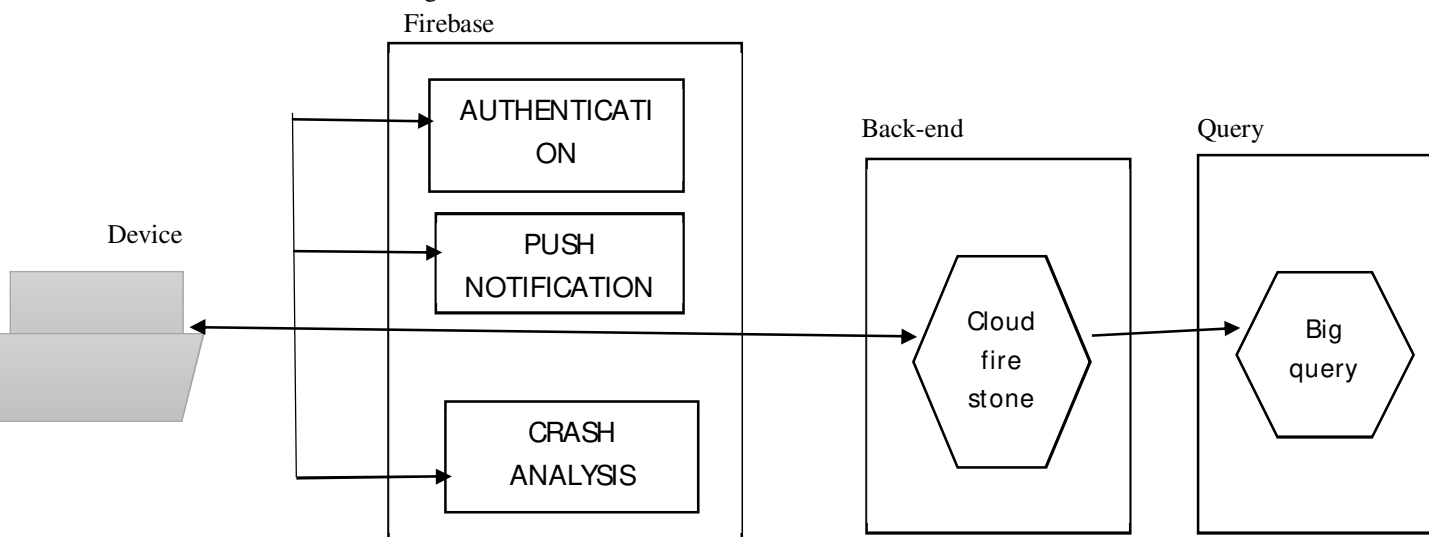 Firebase
AUTHENTICATI
ON
Back-end
Query
PUSH
NOTIFICATION
Device
Cloud
fire
stone
Big
query
CRASH
ANALYSIS